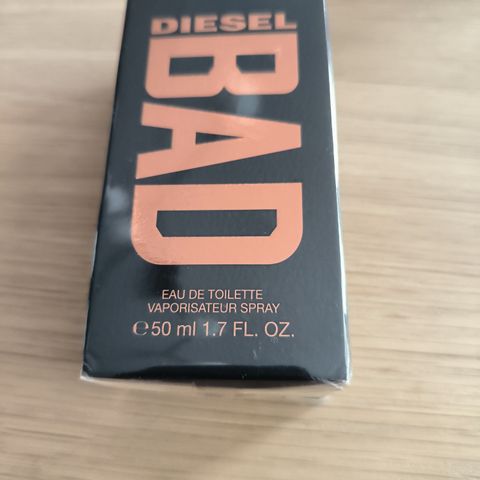 DIESEL
BAD
EAU DE TOILETTE
VAPORISATEUR SPRAY
℮50 ml 1.7 FL. OZ.